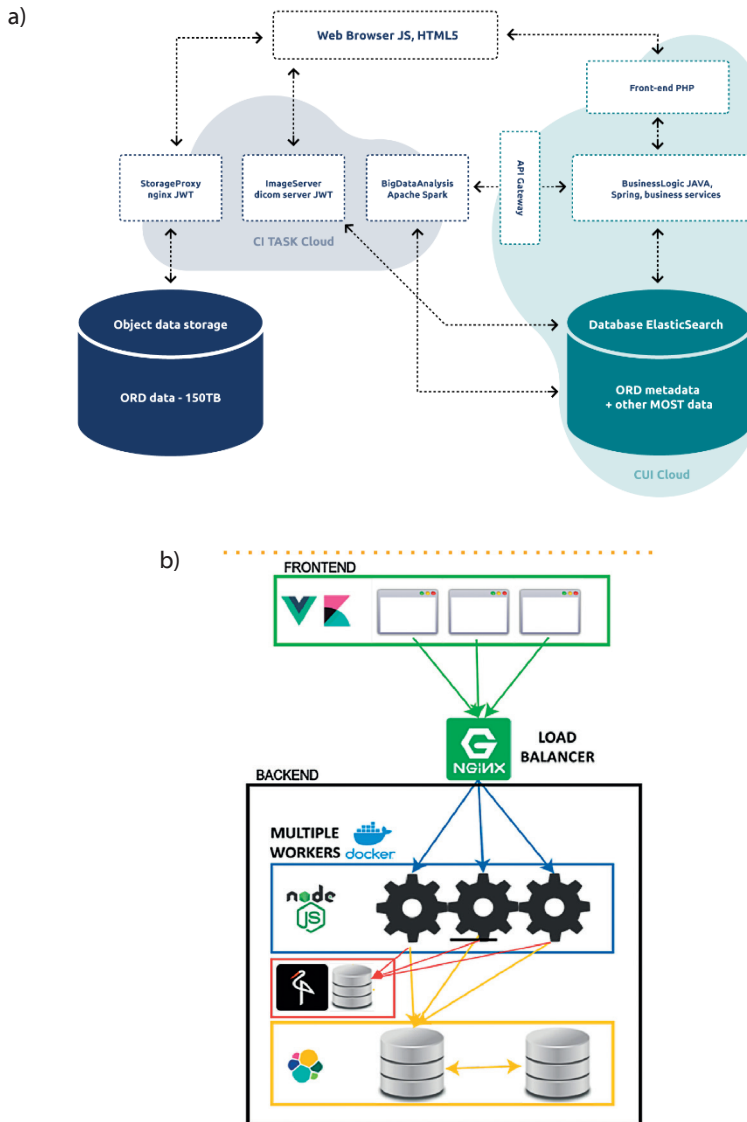 a)
Web Browser JS, HTML5
Front-end PHP
StorageProxy
nginx JWT
ImageServer
dicom server JWT
BigDataAnalysis
Apache Spark
API Gateway
BusinessLogic JAVA,
Spring, business services
CI TASK Cloud
Object data storage
ORD data - 150TB
Database ElasticSearch
ORD metadata
+ other MOST data
CUI Cloud
b)
FRONTEND
NGINX
LOAD
BALANCER
BACKEND
MULTIPLE
WORKERS
docker
node
JS